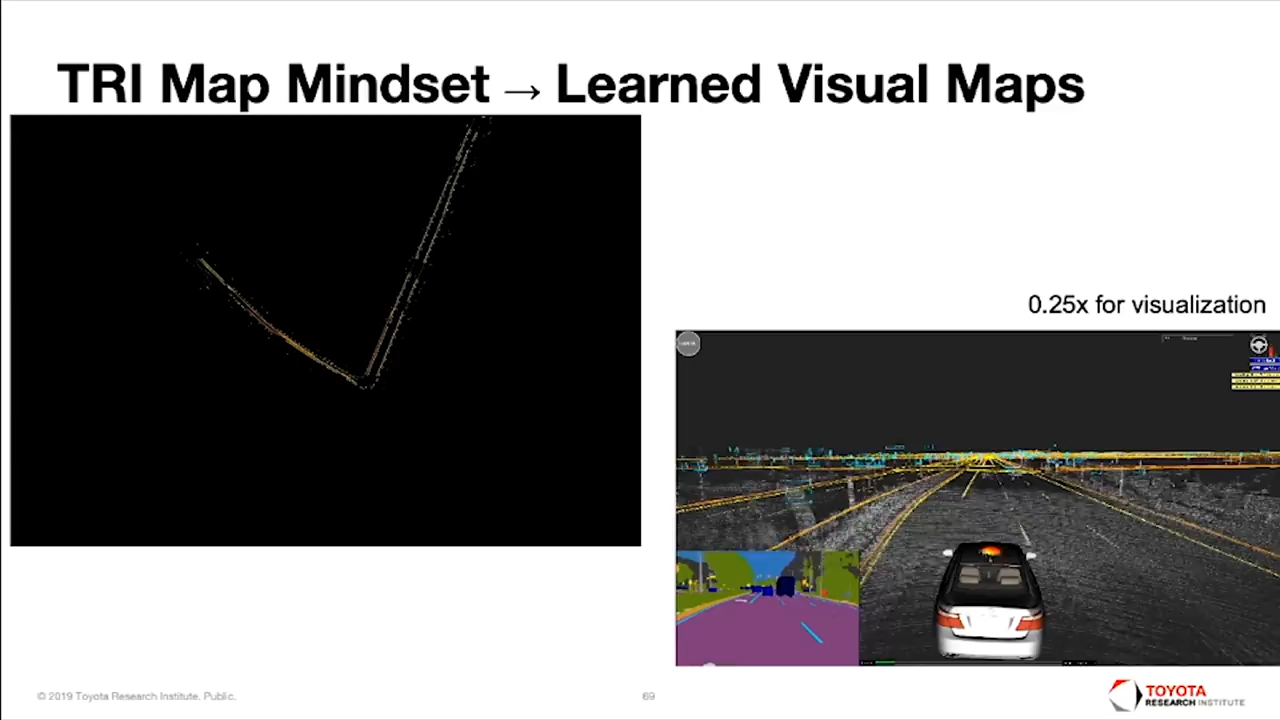 TRI Map Mindset → Learned Visual Maps
0.25x for visualization
© 2019 Toyota Research Institute. Public.
69
TOYOTA
RESEARCH INSTITUTE